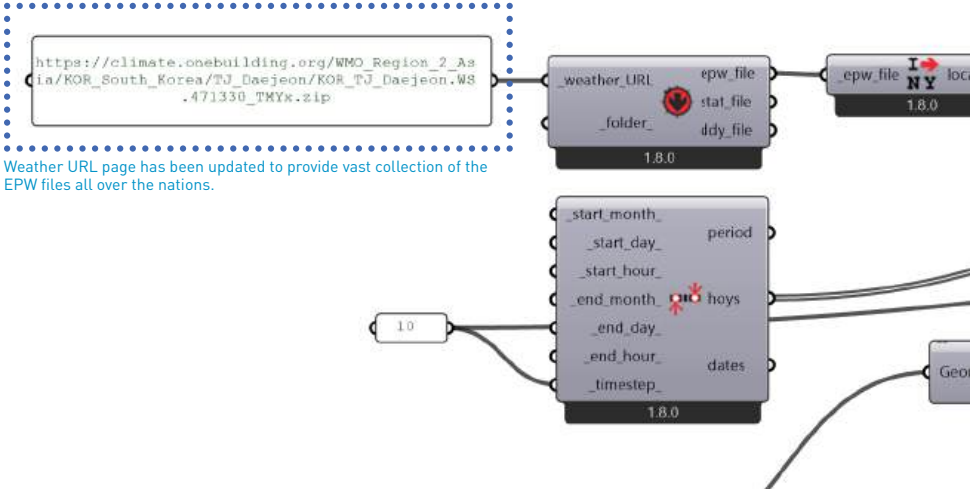 https://climate.onebuilding.org/WMO_Region_2_As
ia/KOR_South_Korea/TJ_Daejeon/KOR_TJ_Daejeon.WS
.471330_TMYx.zip
Weather URL page has been updated to provide vast collection of the
EPW files all over the nations.
_weather_URL
_folder_
epw_file
stat_file
ddy_file
1.8.0
_epw_file
I
N Y
loca
1.8.0
_start_month_
_start_day_
_start_hour_
_end_month_
_end_day_
_end_hour_
_timestep_
period
hoys
dates
1.8.0
10
Geor